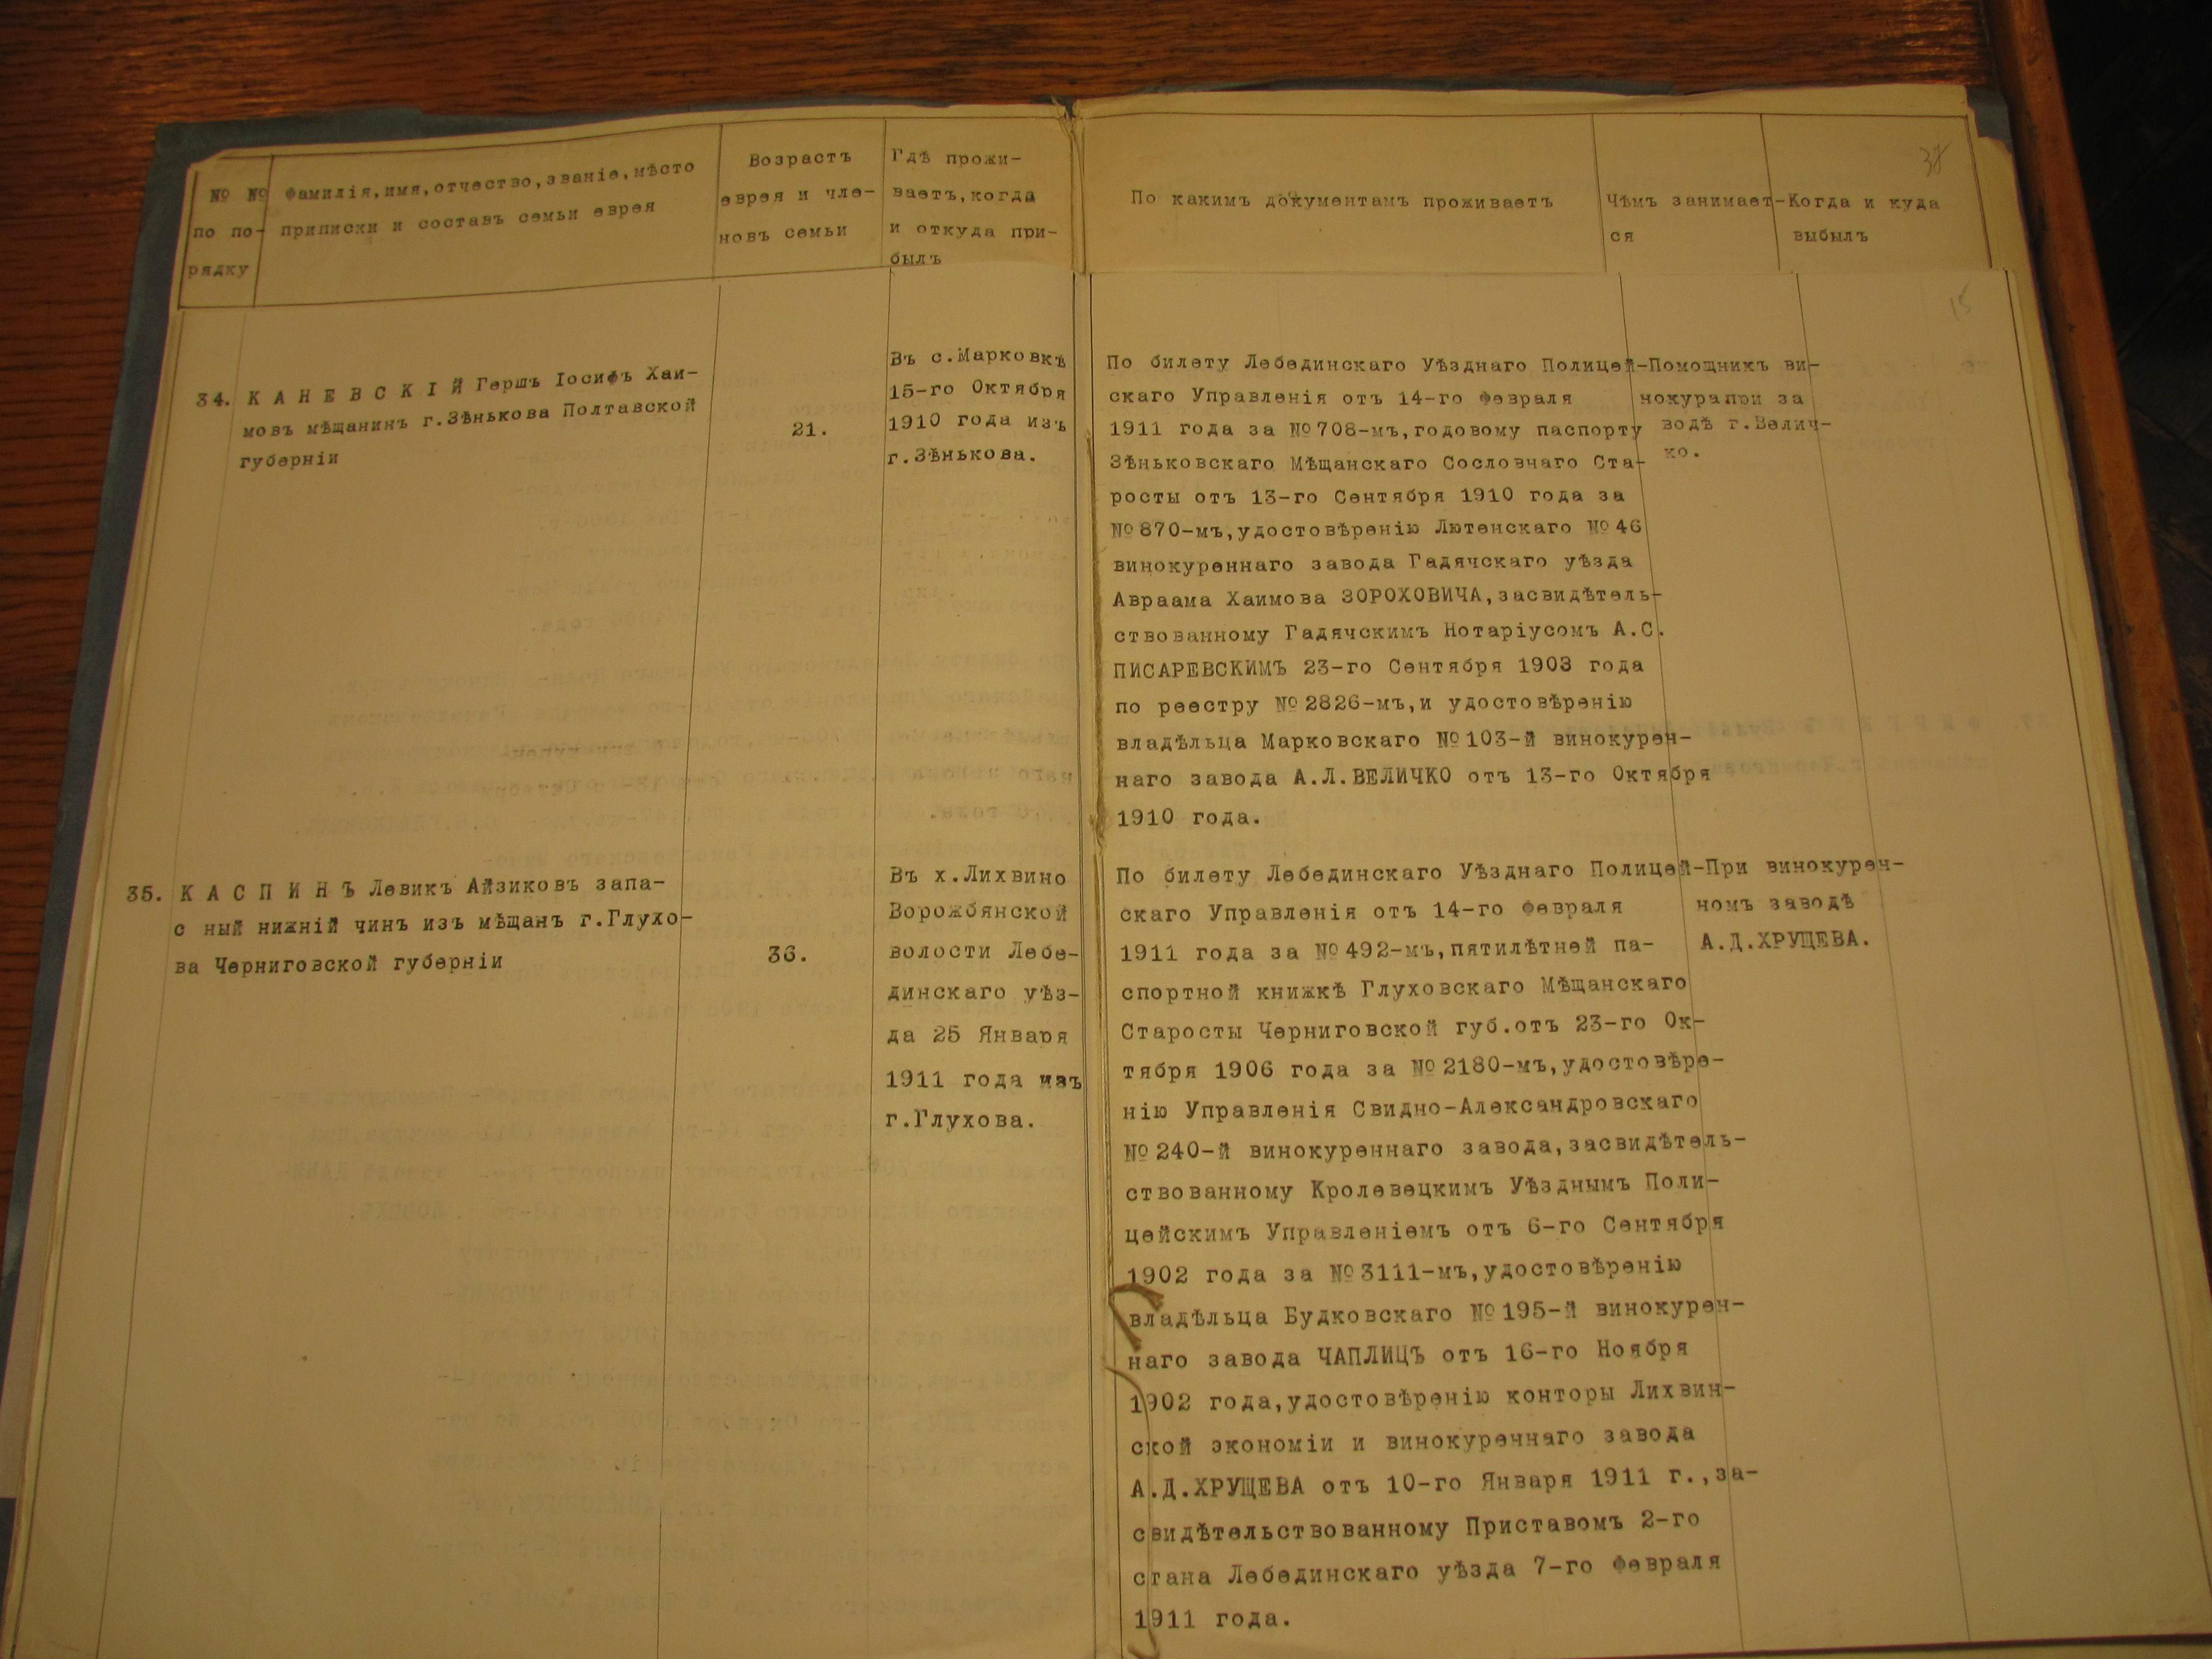 38
№ № по по-
рядку
Фамилія,имя,отчество,званіе,мѣсто
приписки и составъ семьи еврея
Возрастъ
еврея и чле-
новъ семьи
Гдѣ прожи-
ваетъ,когда
и откуда при-
былъ
По какимъ документамъ проживаетъ
Чѣмъ занимает-
ся
Когда и куда
выбылъ
15
34. К А Н Е В С К І Й Гершъ Іосифъ Хаи-
мовъ мѣщанинъ г.Зѣнькова Полтавской
губерніи
21.
Въ с.Марковкѣ
15-го Октября
1910 года изъ
г.Зѣнькова.
По билету Лебединскаго Уѣзднаго Полицей-
скаго Управленія отъ 14-го Февраля
1911 года за №708-мъ,годовому паспорту
Зѣньковскаго Мѣщанскаго Сословнаго Ста-
росты отъ 13-го Сентября 1910 года за
№870-мъ,удостовѣренію Лютенскаго №46
винокуреннаго завода Гадячскаго уѣзда
Авраама Хаимова ЗОРОХОВИЧА,засвидѣтель-
ствованному Гадячскимъ Нотаріусомъ А.С.
ПИСАРЕВСКИМЪ 23-го Сентября 1903 года
по реестру №2826-мъ,и удостовѣренію
владѣльца Марковскаго №103-й винокурен-
наго завода А.Л.ВЕЛИЧКО отъ 13-го Октября
1910 года.
Помощникъ ви-
нокурапри за
водѣ г.Велич-
ко.
35. К А С П И Н Ъ Левикъ Айзиковъ запа-
с ный нижній чинъ изъ мѣщанъ г.Глухо-
ва Черниговской губерніи
36.
Въ х.Лихвино
Ворожбянской
волости Лебе-
динскаго уѣз-
да 25 Января
1911 года изъ
г.Глухова.
По билету Лебединскаго Уѣзднаго Полицей-
скаго Управленія отъ 14-го Февраля
1911 года за №492-мъ,пятилѣтней па-
спортной книжкѣ Глуховскаго Мѣщанскаго
Старосты Черниговской губ.отъ 23-го Ок-
тября 1906 года за №2180-мъ,удостовѣре-
нію Управленія Свидно-Александровскаго
№240-й винокуреннаго завода,засвидѣтель-
ствованному Кролевецкимъ Уѣзднымъ Поли-
цейскимъ Управленіемъ отъ 6-го Сентября
1902 года за №3111-мъ,удостовѣренію
владѣльца Будковскаго №195-й винокурен-
наго завода ЧАПЛИЦЪ отъ 16-го Ноября
1902 года,удостовѣренію конторы Лихвин-
ской экономіи и винокуреннаго завода
А.Д.ХРУЩЕВА отъ 10-го Января 1911 г.,за-
свидѣтельствованному Приставомъ 2-го
стана Лебединскаго уѣзда 7-го Февраля
1911 года.
При винокурен-
номъ заводѣ
А.Д.ХРУЩЕВА.